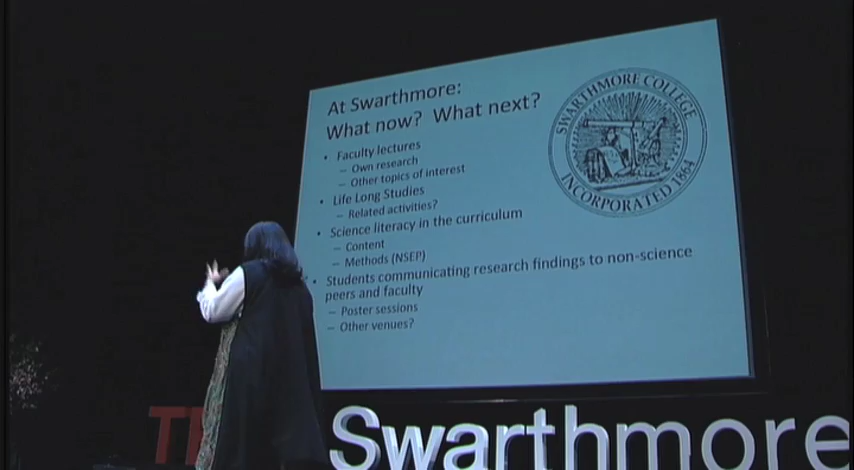 At Swarthmore:
What now? What next?
• Faculty lectures
– Own research
– Other topics of interest
• Life Long Studies
– Related activities?
• Science literacy in the curriculum
– Content
– Methods (NSEP)
• Students communicating research findings to non-science
peers and faculty
– Poster sessions
– Other venues?
SWARTHMORE COLLEGE
INCORPORATED 1864
Swarthmore